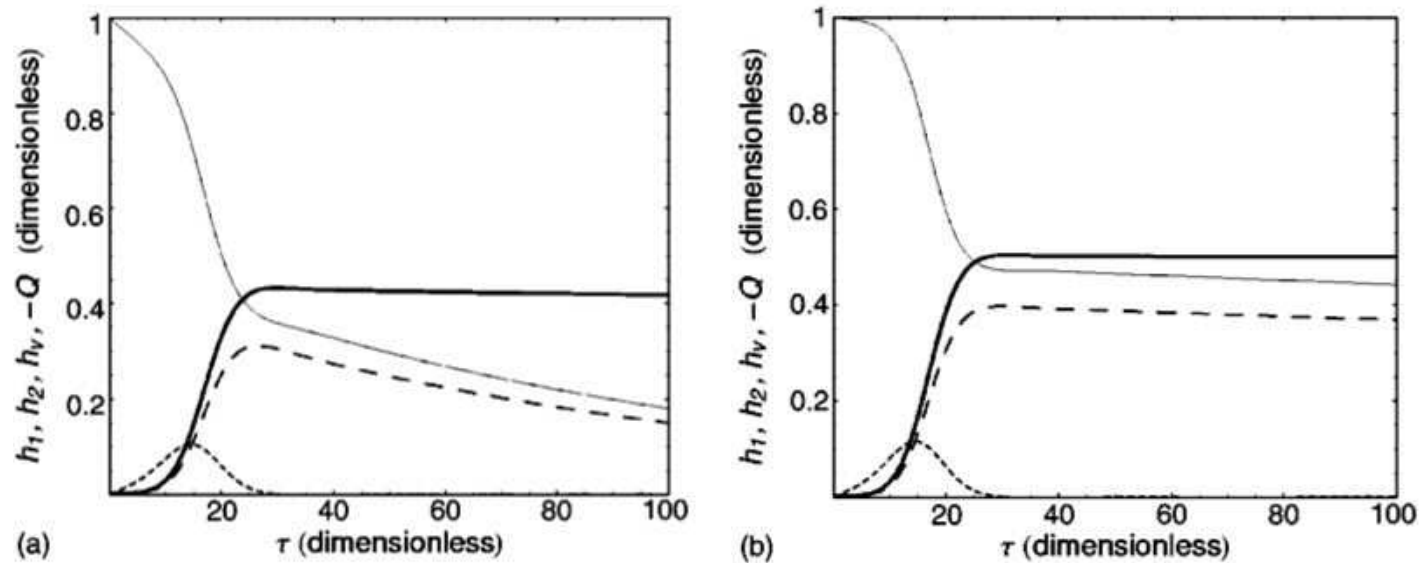 h₁, h₂, hᵥ, -Q (dimensionless)
1
0.8
0.6
0.4
0.2
20 40 60 80 100
(a) τ (dimensionless)
h₁, h₂, hᵥ, -Q (dimensionless)
1
0.8
0.6
0.4
0.2
20 40 60 80 100
(b) τ (dimensionless)